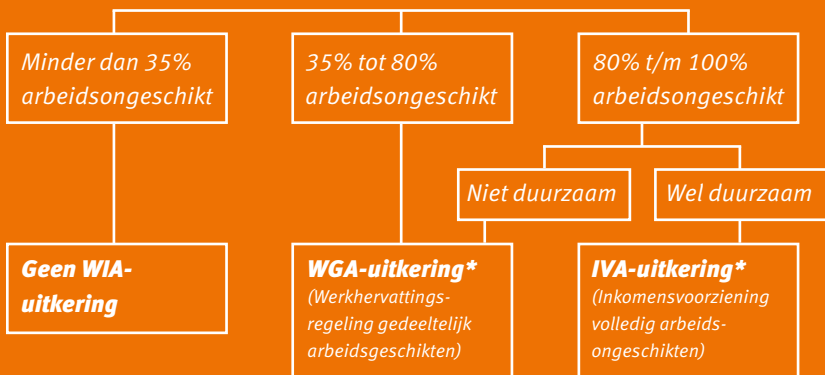 Minder dan 35%
arbeidsongeschikt
35% tot 80%
arbeidsongeschikt
80% t/m 100%
arbeidsongeschikt
Niet duurzaam
Wel duurzaam
Geen WIA-
uitkering
WGA-uitkering*
(Werkhervattings-
regeling gedeeltelijk
arbeidsgeschikten)
IVA-uitkering*
(Inkomensvoorziening
volledig arbeids-
ongeschikten)